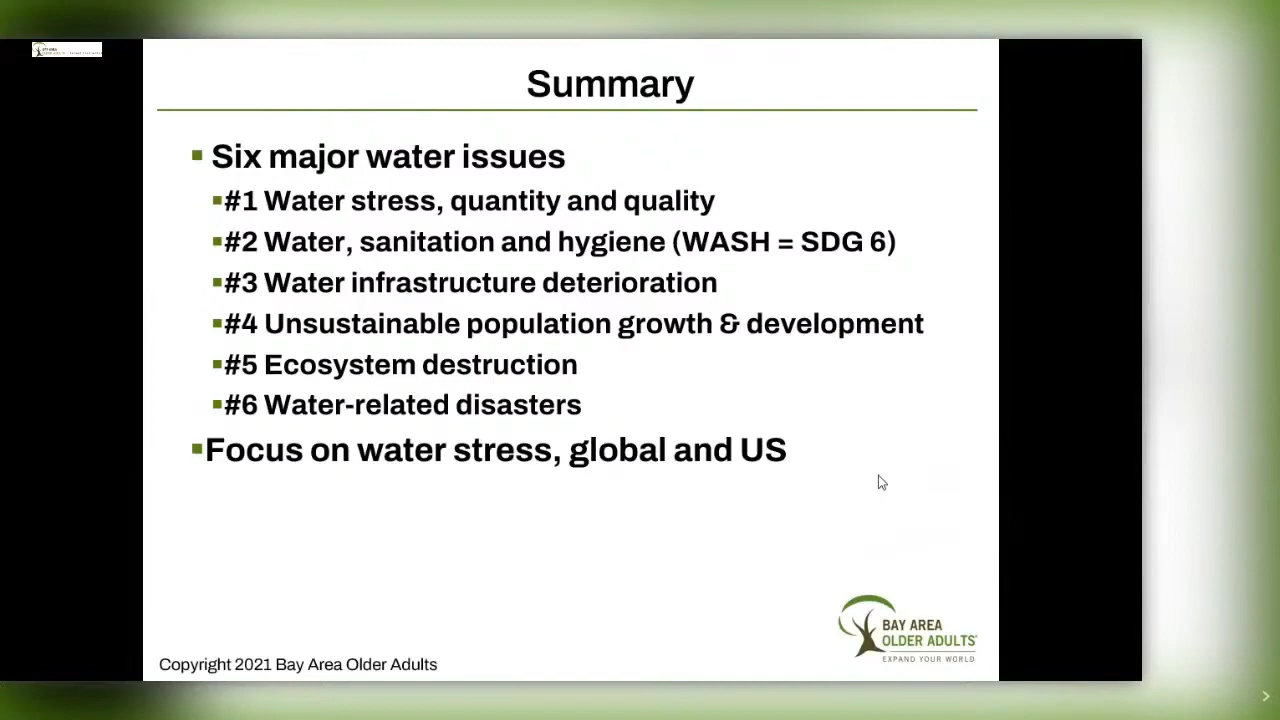 Summary
Six major water issues
#1 Water stress, quantity and quality
#2 Water, sanitation and hygiene (WASH = SDG 6)
#3 Water infrastructure deterioration
#4 Unsustainable population growth & development
#5 Ecosystem destruction
#6 Water-related disasters
Focus on water stress, global and US
BAY AREA
OLDER ADULTS
EXPAND YOUR WORLD
Copyright 2021 Bay Area Older Adults